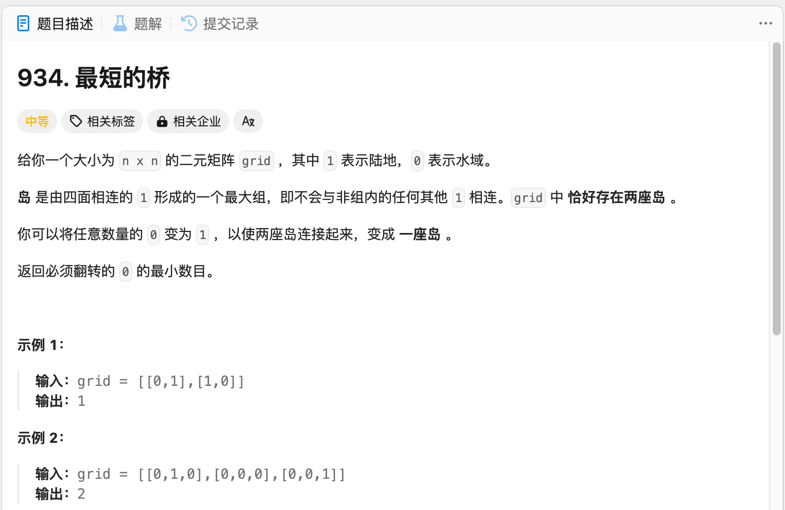 题目描述 题解 提交记录
934. 最短的桥
中等 相关标签 相关企业 A文
给你一个大小为 n x n 的二元矩阵 grid ，其中 1 表示陆地，0 表示水域。
岛 是由四面相连的 1 形成的一个最大组，即不会与非组内的任何其他 1 相连。grid 中 恰好存在两座岛 。
你可以将任意数量的 0 变为 1 ，以使两座岛连接起来，变成 一座岛 。
返回必须翻转的 0 的最小数目。
示例 1：
输入：grid = [[0,1],[1,0]]
输出：1
示例 2：
输入：grid = [[0,1,0],[0,0,0],[0,0,1]]
输出：2